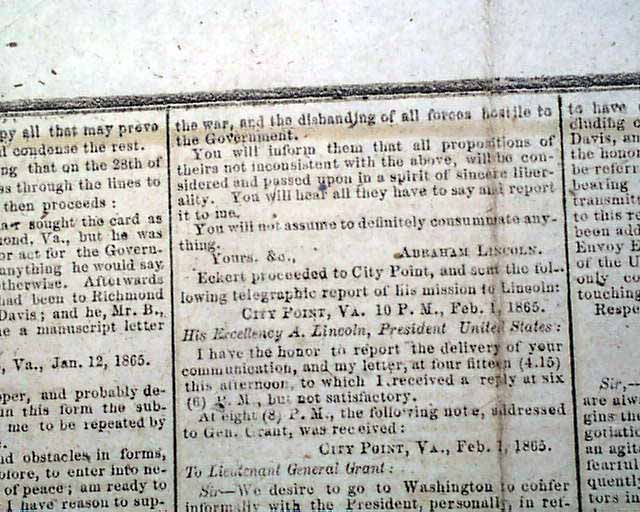 py all that may prove
condense the rest.
ng that on the 28th of
as through the lines to
then proceeds :
sought the card as
mond, Va., but he was
or act for the Govern-
anything he would say,
therwise. Afterwards
had been to Richmond
Davis; and he, Mr. B.,
e a manuscript letter
, Va., Jan. 12, 1865.
per, and probably de-
in this form the sub-
me to be repeated by
nd obstacles in forms,
fore, to enter into ne-
of peace; am ready to
I have reason to sup-
the war, and the disbanding of all forces hostile to
the Government.
You will inform them that all propositions of
theirs not inconsistent with the above, will be con-
sidered and passed upon in a spirit of sincere liber-
ality. You will hear all they have to say and report
it to me.
You will not assume to definitely consummate any-
thing.
Yours. &c., ABRAHAM LINCOLN.
Eckert proceeded to City Point, and sent the fol-
lowing telegraphic report of his mission to Lincoln:
CITY POINT, VA. 10 P. M., Feb. 1, 1865.
His Excellency A. Lincoln, President United States :
I have the honor to report the delivery of your
communication, and my letter, at four fifteen (4.15)
this afternoon, to which I received a reply at six
(6) P. M., but not satisfactory.
At eight (8) P. M., the following note, addressed
to Gen. Grant, was received :
CITY POINT, VA., Feb. 1, 1865.
To Lieutenant General Grant :
Sir—We desire to go to Washington to confer
informally with the President, personally, in ref-
to have
cluding
Davis, an
the honor
be refer
bearing
transmitt
to this re
been add
Envoy E
of the U
only co
touching
Respe
Sir,—
are alwa
gins tha
gotiatio
an agita
fearful
quently
tors in